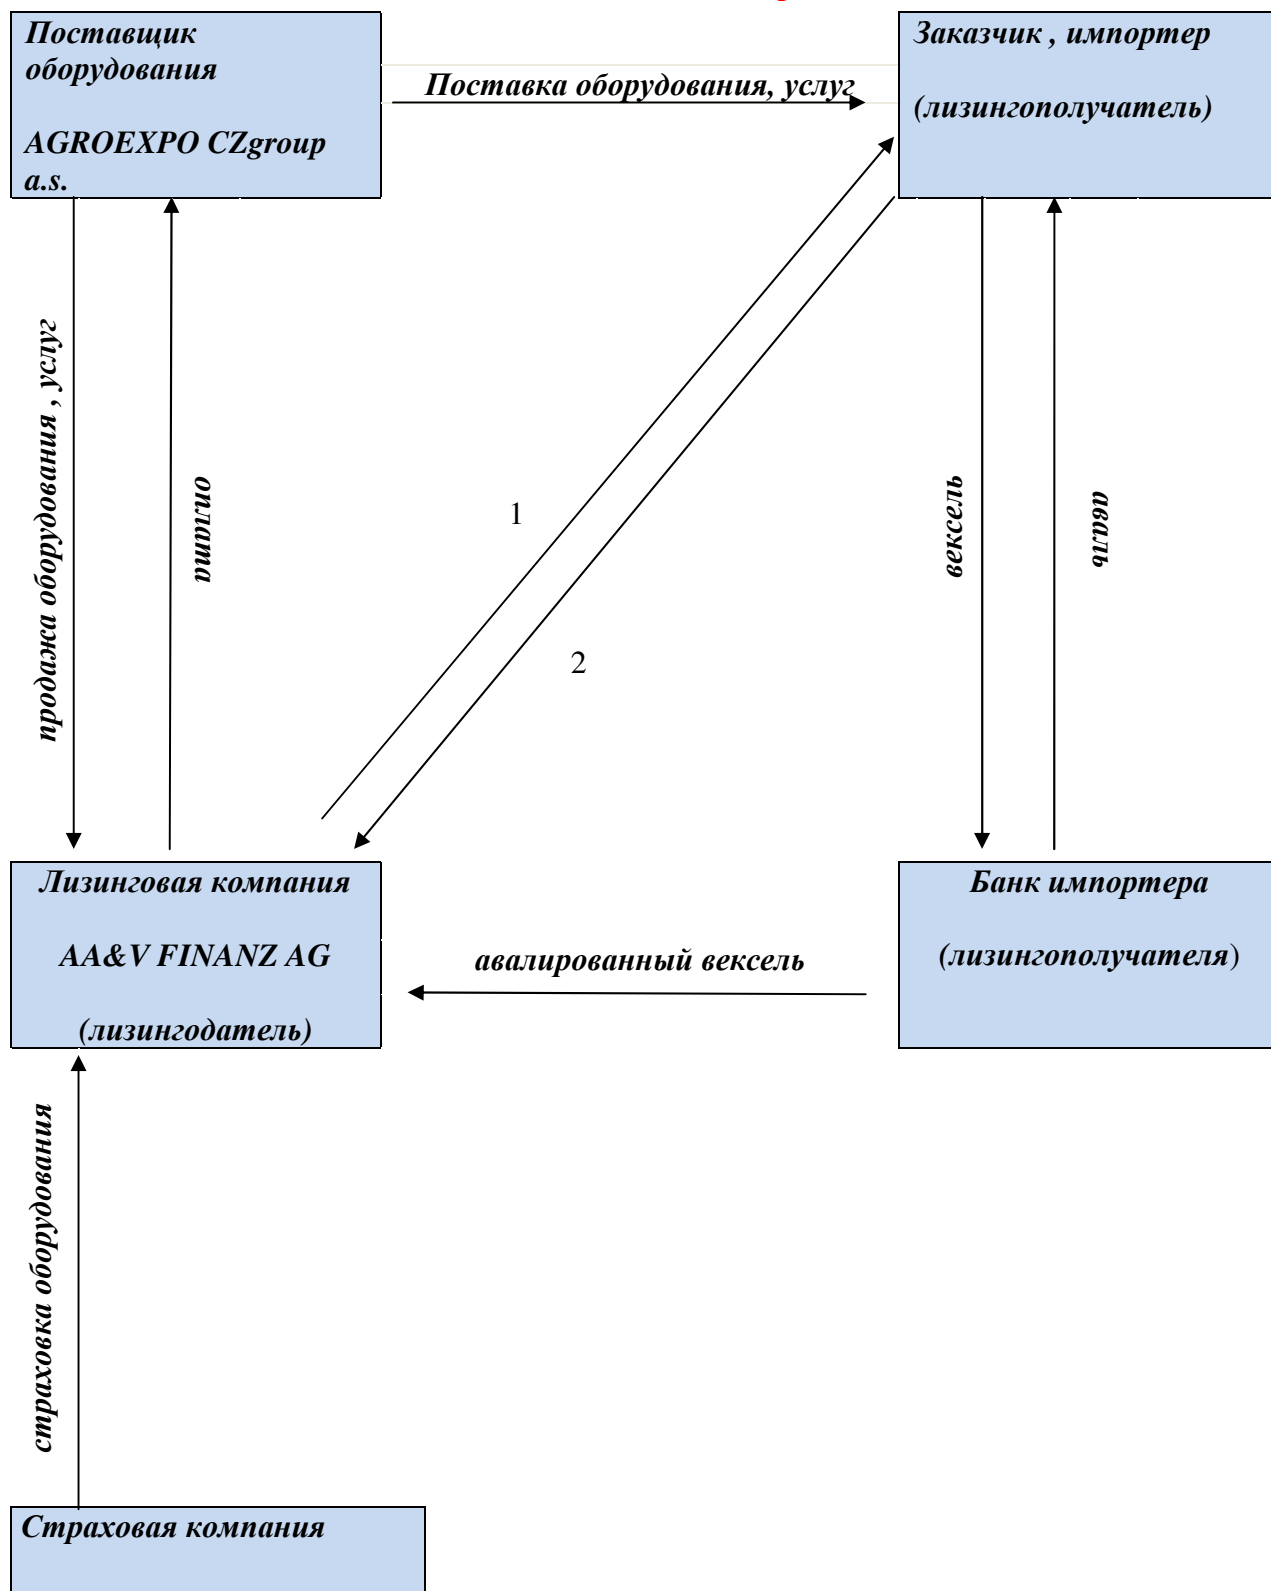 Поставщик
оборудования
AGROEXPO CZgroup
a.s.
Поставка оборудования, услуг
Заказчик , импортер
(лизингополучатель)
продажа оборудования , услуг
оплата
1
2
вексель
аваль
Лизинговая компания
AA&V FINANZ AG
(лизингодатель)
авалированный вексель
Банк импортера
(лизингополучателя)
страховка оборудования
Страховая компания